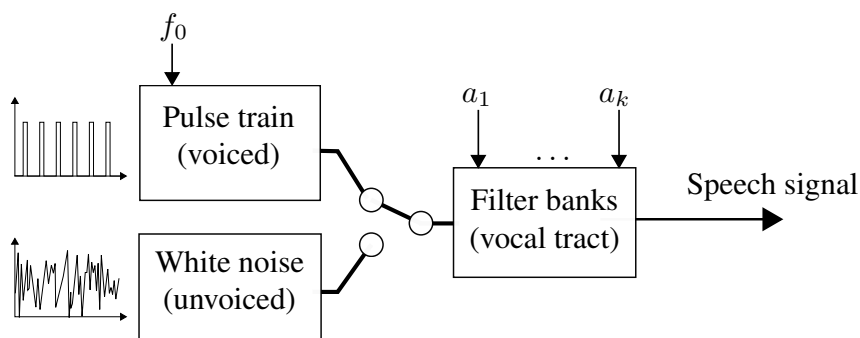 f₀
Pulse train
(voiced)
a₁
aₖ
. . .
Filter banks
(vocal tract)
Speech signal
White noise
(unvoiced)